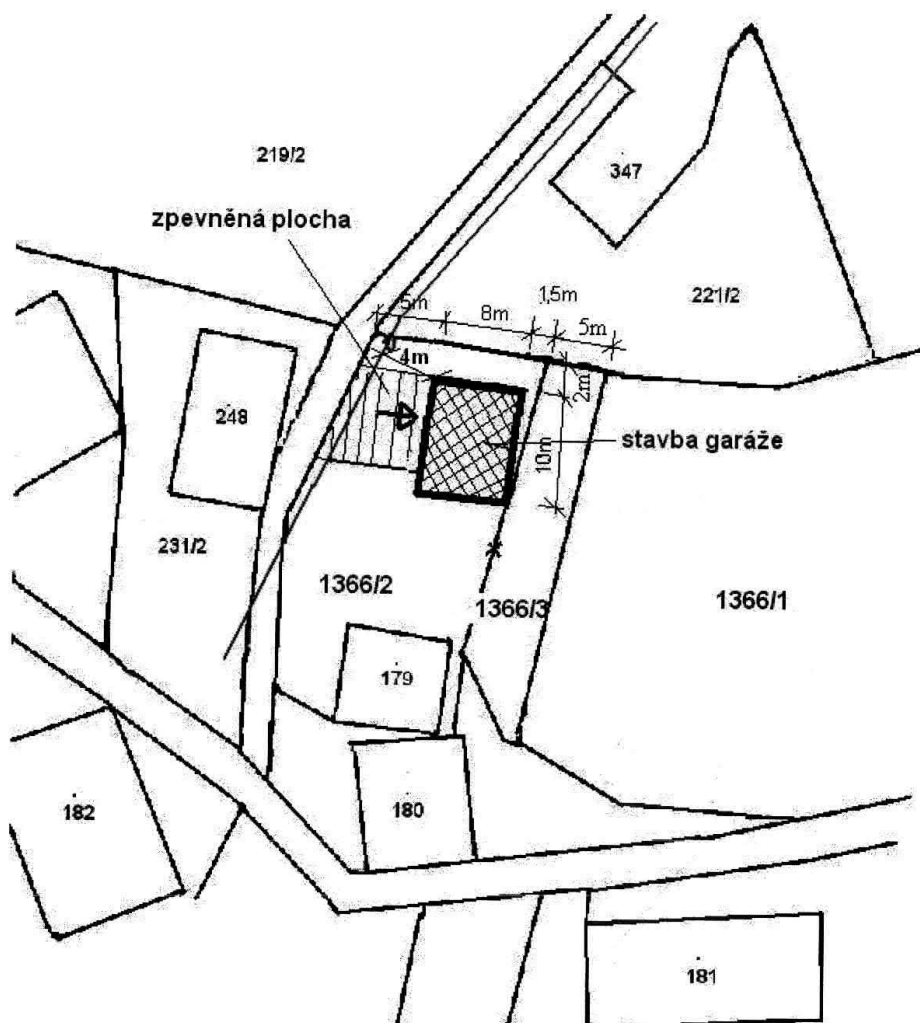 219/2
347
zpevněná plocha
221/2
5m
8m
1,5m
5m
4m
2m
10m
248
stavba garáže
231/2
1366/2
1366/3
1366/1
179
182
180
181